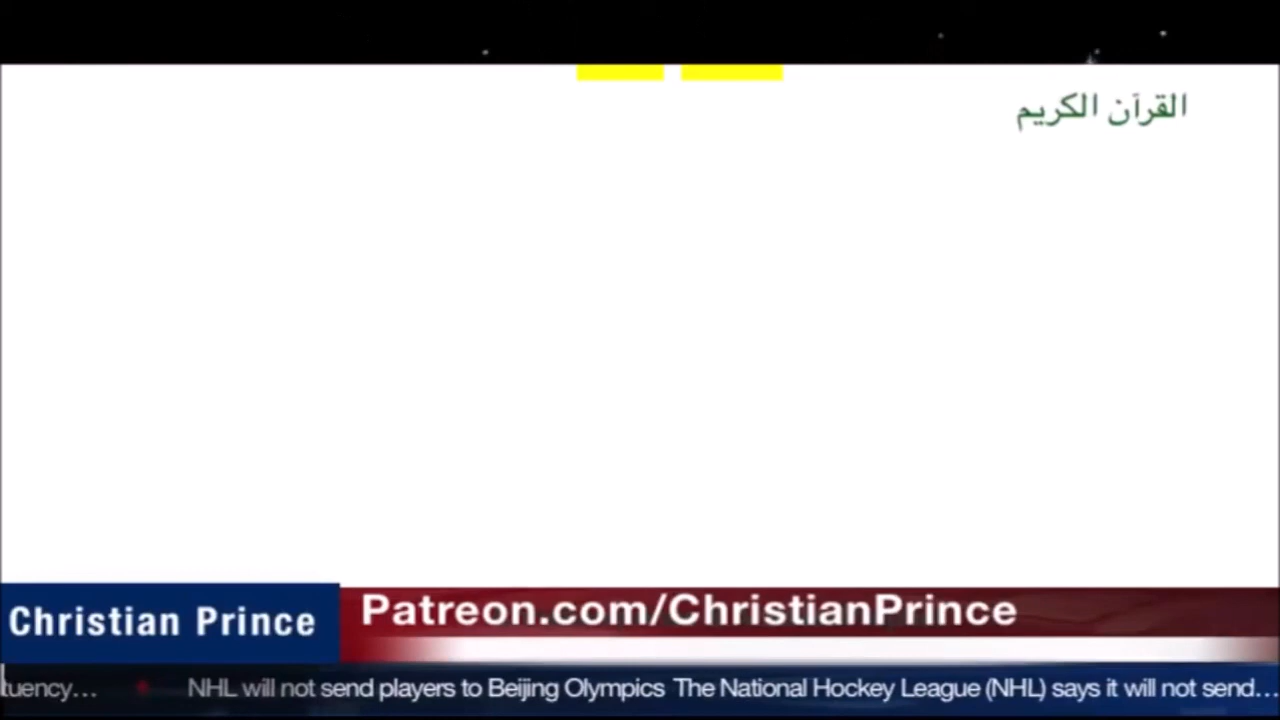 القرآن الكريم
Christian Prince
Patreon.com/ChristianPrince
tuency... NHL will not send players to Beijing Olympics The National Hockey League (NHL) says it will not send...